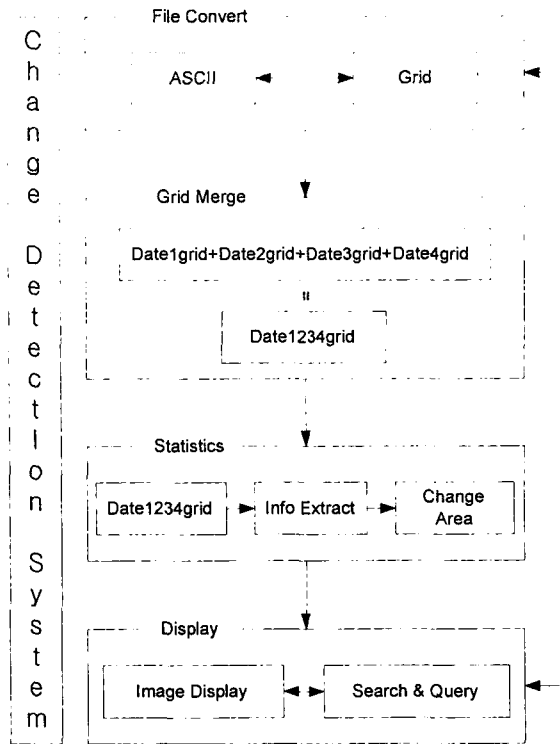 Change Detection System
File Convert
ASCII
Grid
Grid Merge
Date1grid+Date2grid+Date3grid+Date4grid
=
Date1234grid
Statistics
Date1234grid
Info Extract
Change
Area
Display
Image Display
Search & Query